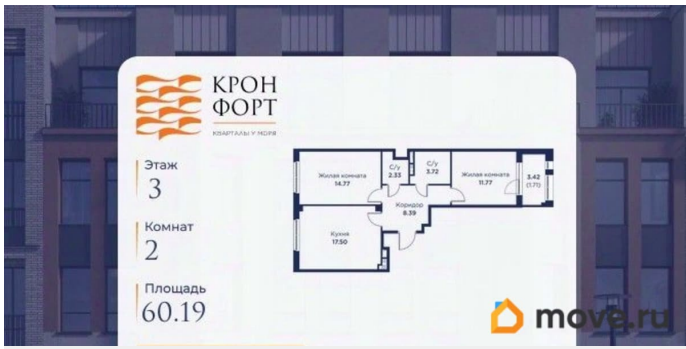 КРОН
ФОРТ
КВАРТАЛЫ У МОРЯ
Этаж
3
Комнат
2
Площадь
60.19
Жилая комната
14.77
С/у
2.33
С/у
3.72
Жилая комната
11.77
3.42
(1.71)
Коридор
8.39
Кухня
17.50
move.ru